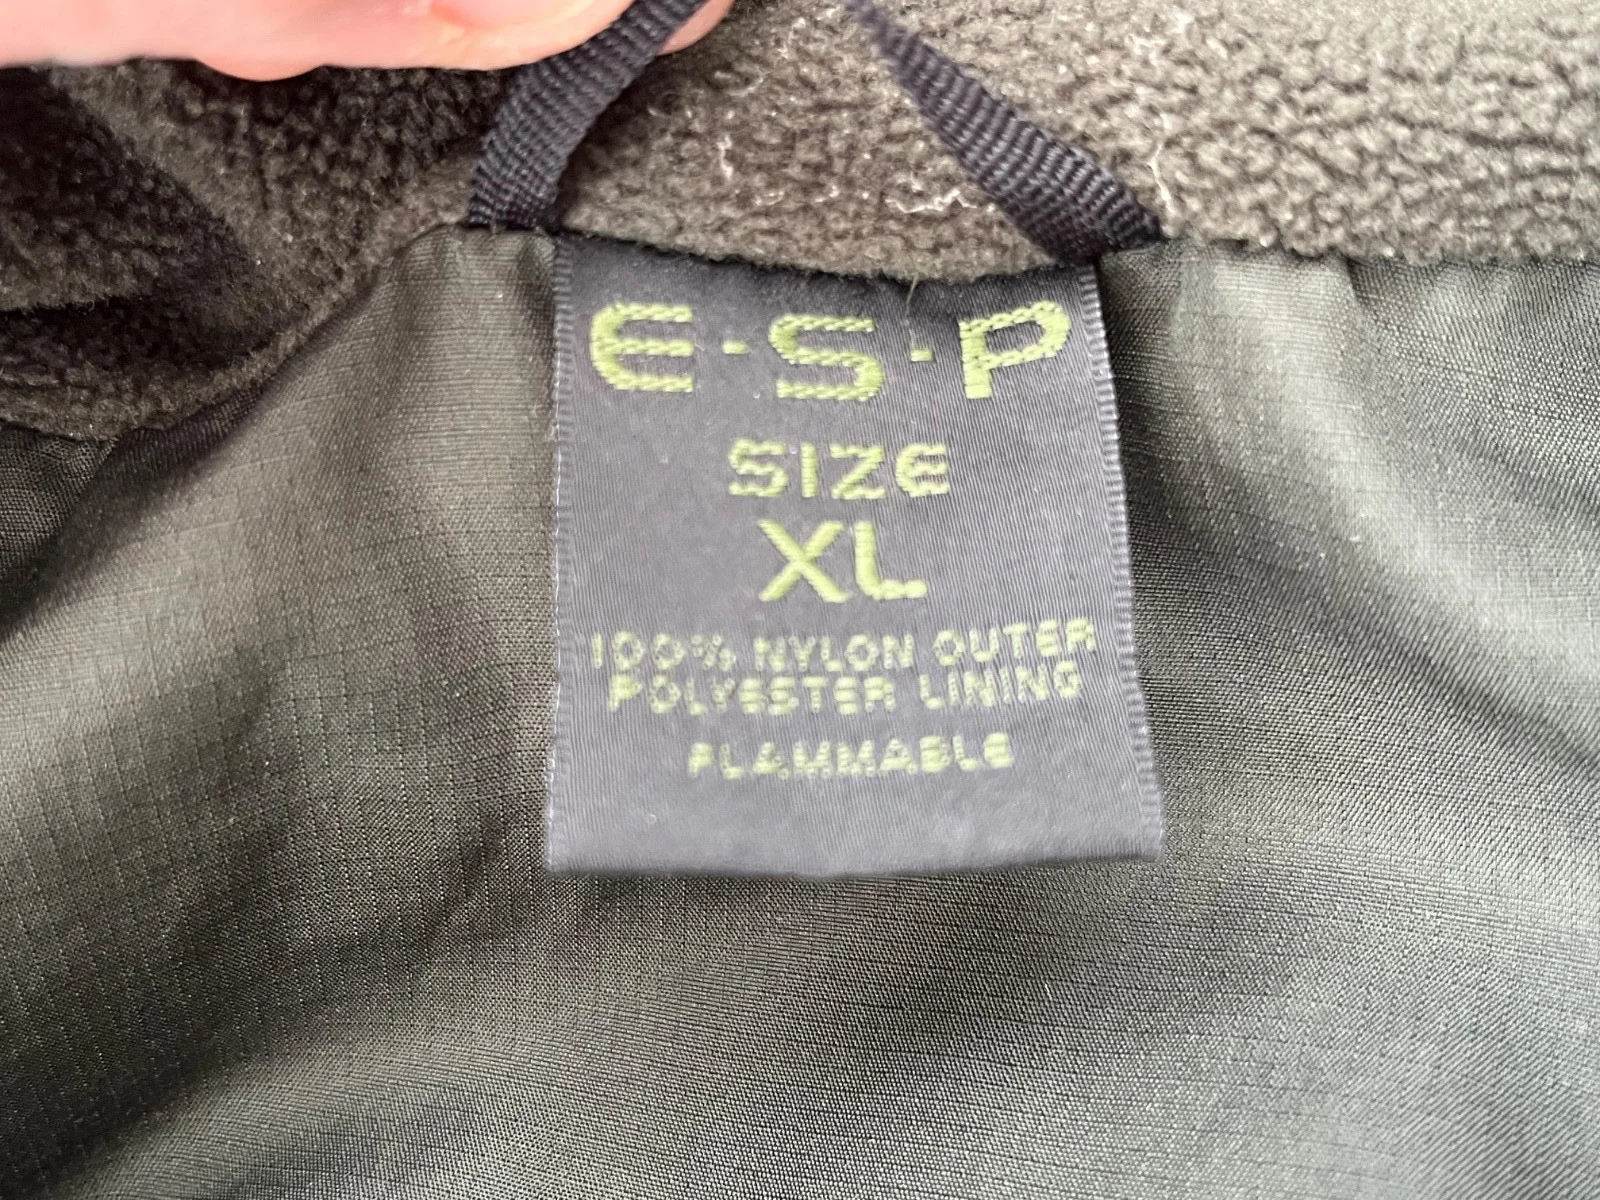 E·S·P
SIZE
XL
100% NYLON OUTER
POLYESTER LINING
FLAMMABLE